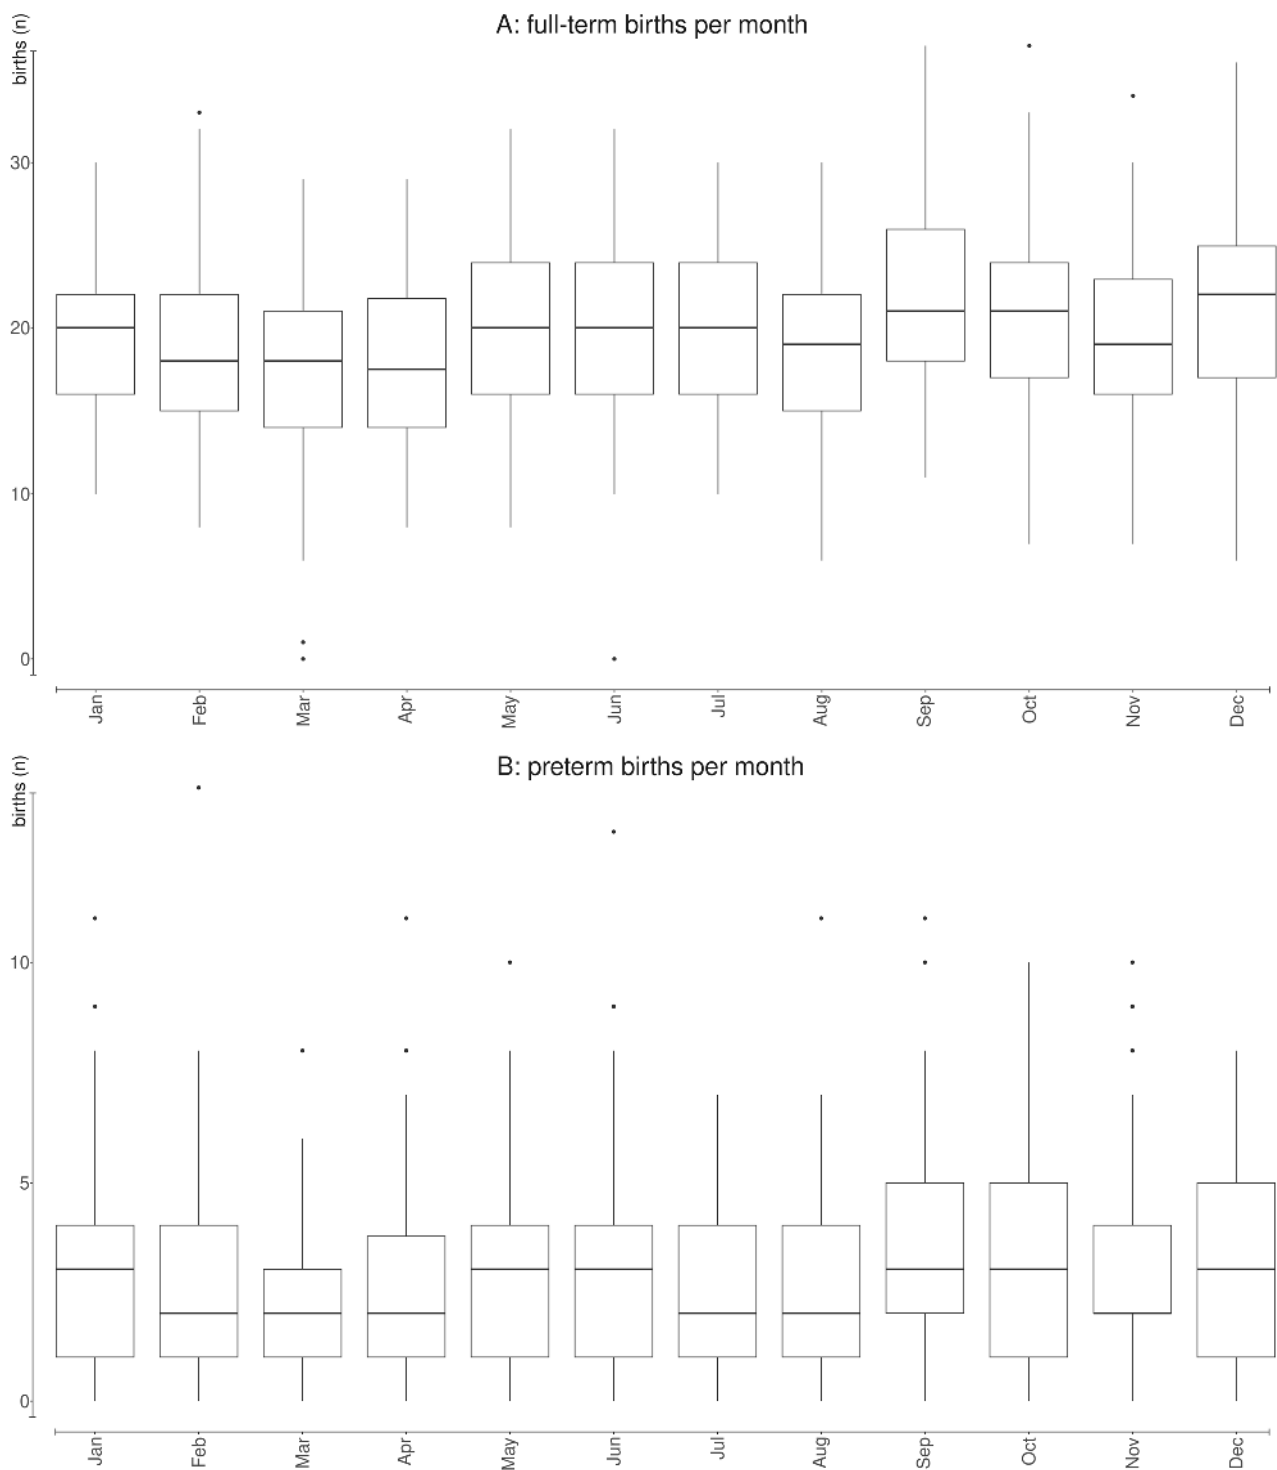 A: full-term births per month
births (n)
30
20
10
0
Jan Feb Mar Apr May Jun Jul Aug Sep Oct Nov Dec
B: preterm births per month
births (n)
10
5
0
Jan Feb Mar Apr May Jun Jul Aug Sep Oct Nov Dec